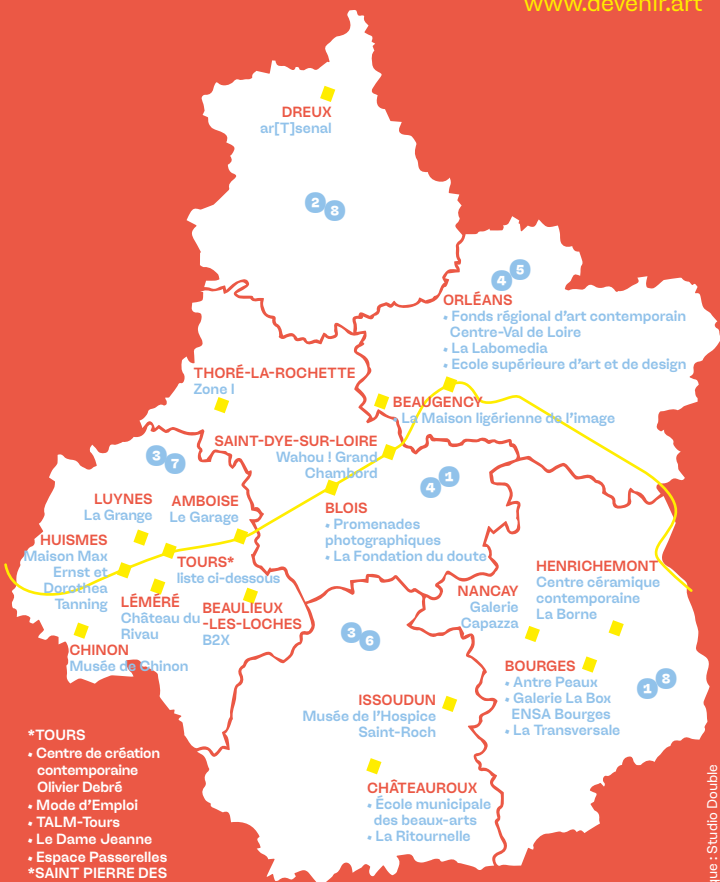 www.devenir.art
DREUX
ar[T]senal
2 8
4 5
ORLÉANS
• Fonds régional d'art contemporain
Centre-Val de Loire
• La Labomedia
• Ecole supérieure d'art et de design
THORÉ-LA-ROCHETTE
Zone I
BEAUGENCY
• La Maison ligérienne de l'image
SAINT-DYE-SUR-LOIRE
Wahou ! Grand
Chambord
3 7
4 1
LUYNES
La Grange
AMBOISE
Le Garage
BLOIS
• Promenades
photographiques
• La Fondation du doute
HUISMES
Maison Max
Ernst et
Dorothea
Tanning
TOURS*
liste ci-dessous
LÉMÉRÉ
Château du
Rivau
BEAULIEUX
-LES-LOCHES
B2X
CHINON
Musée de Chinon
HENRICHEMONT
Centre céramique
contemporaine
La Borne
NANCAY
Galerie
Capazza
3 6
BOURGES
• Antre Peaux
• Galerie La Box
ENSA Bourges
• La Transversale
1 8
ISSOUDUN
Musée de l'Hospice
Saint-Roch
CHÂTEAUROUX
• École municipale
des beaux-arts
• La Ritournelle
*TOURS
• Centre de création
contemporaine
Olivier Debré
• Mode d'Emploi
• TALM-Tours
• Le Dame Jeanne
• Espace Passerelles
*SAINT PIERRE DES
que : Studio Double